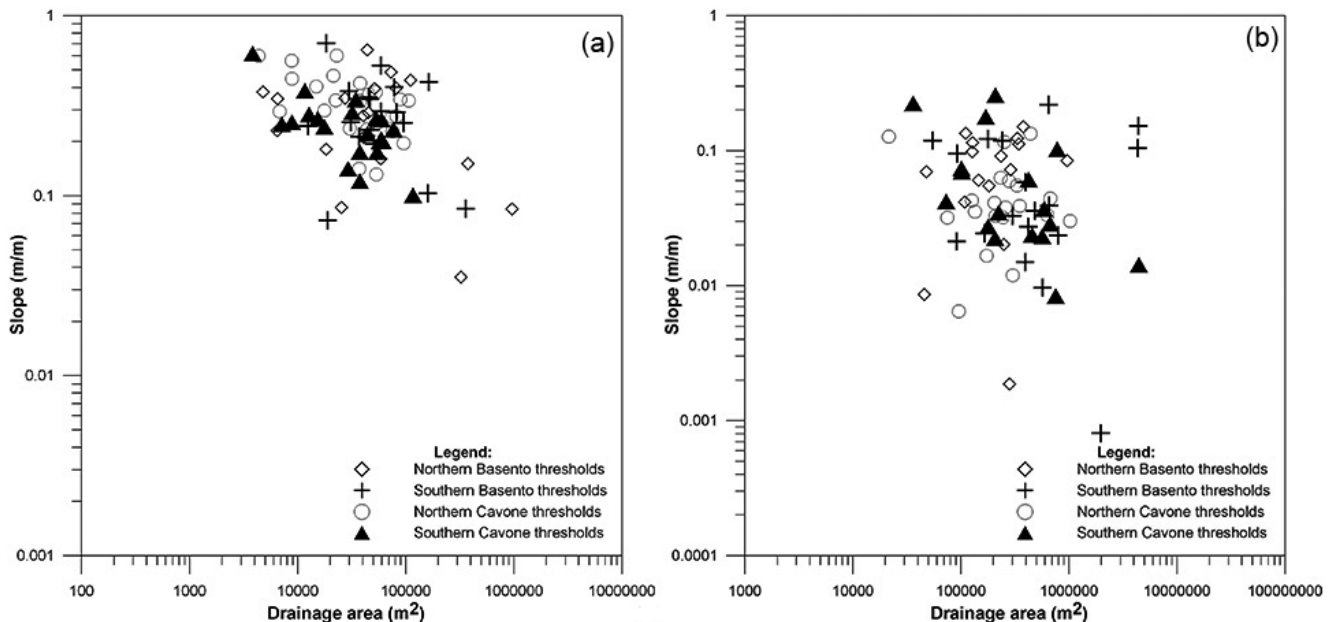 1
(a)
0.1
Slope (m/m)
0.01
0.001
Legend:
Northern Basento thresholds
Southern Basento thresholds
Northern Cavone thresholds
Southern Cavone thresholds
100 1000 10000 100000 1000000 10000000
Drainage area (m²)
1
(b)
0.1
Slope (m/m)
0.01
0.001
0.0001
Legend:
Northern Basento thresholds
Southern Basento thresholds
Northern Cavone thresholds
Southern Cavone thresholds
1000 10000 100000 1000000 10000000 100000000
Drainage area (m²)